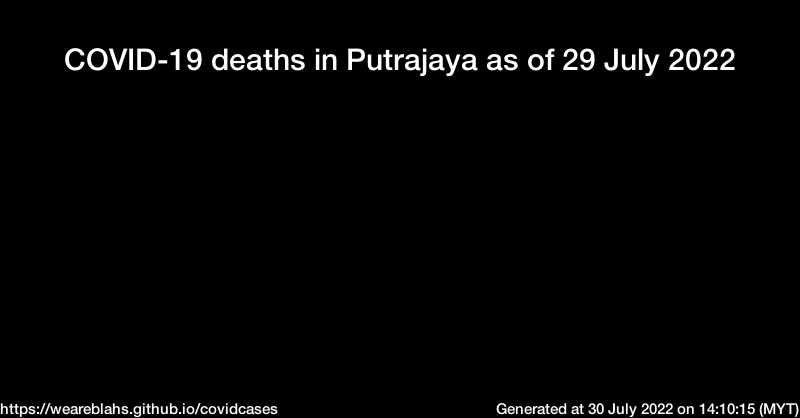 COVID-19 deaths in Putrajaya as of 29 July 2022
https://weareblahs.github.io/covidcases
Generated at 30 July 2022 on 14:10:15 (MYT)